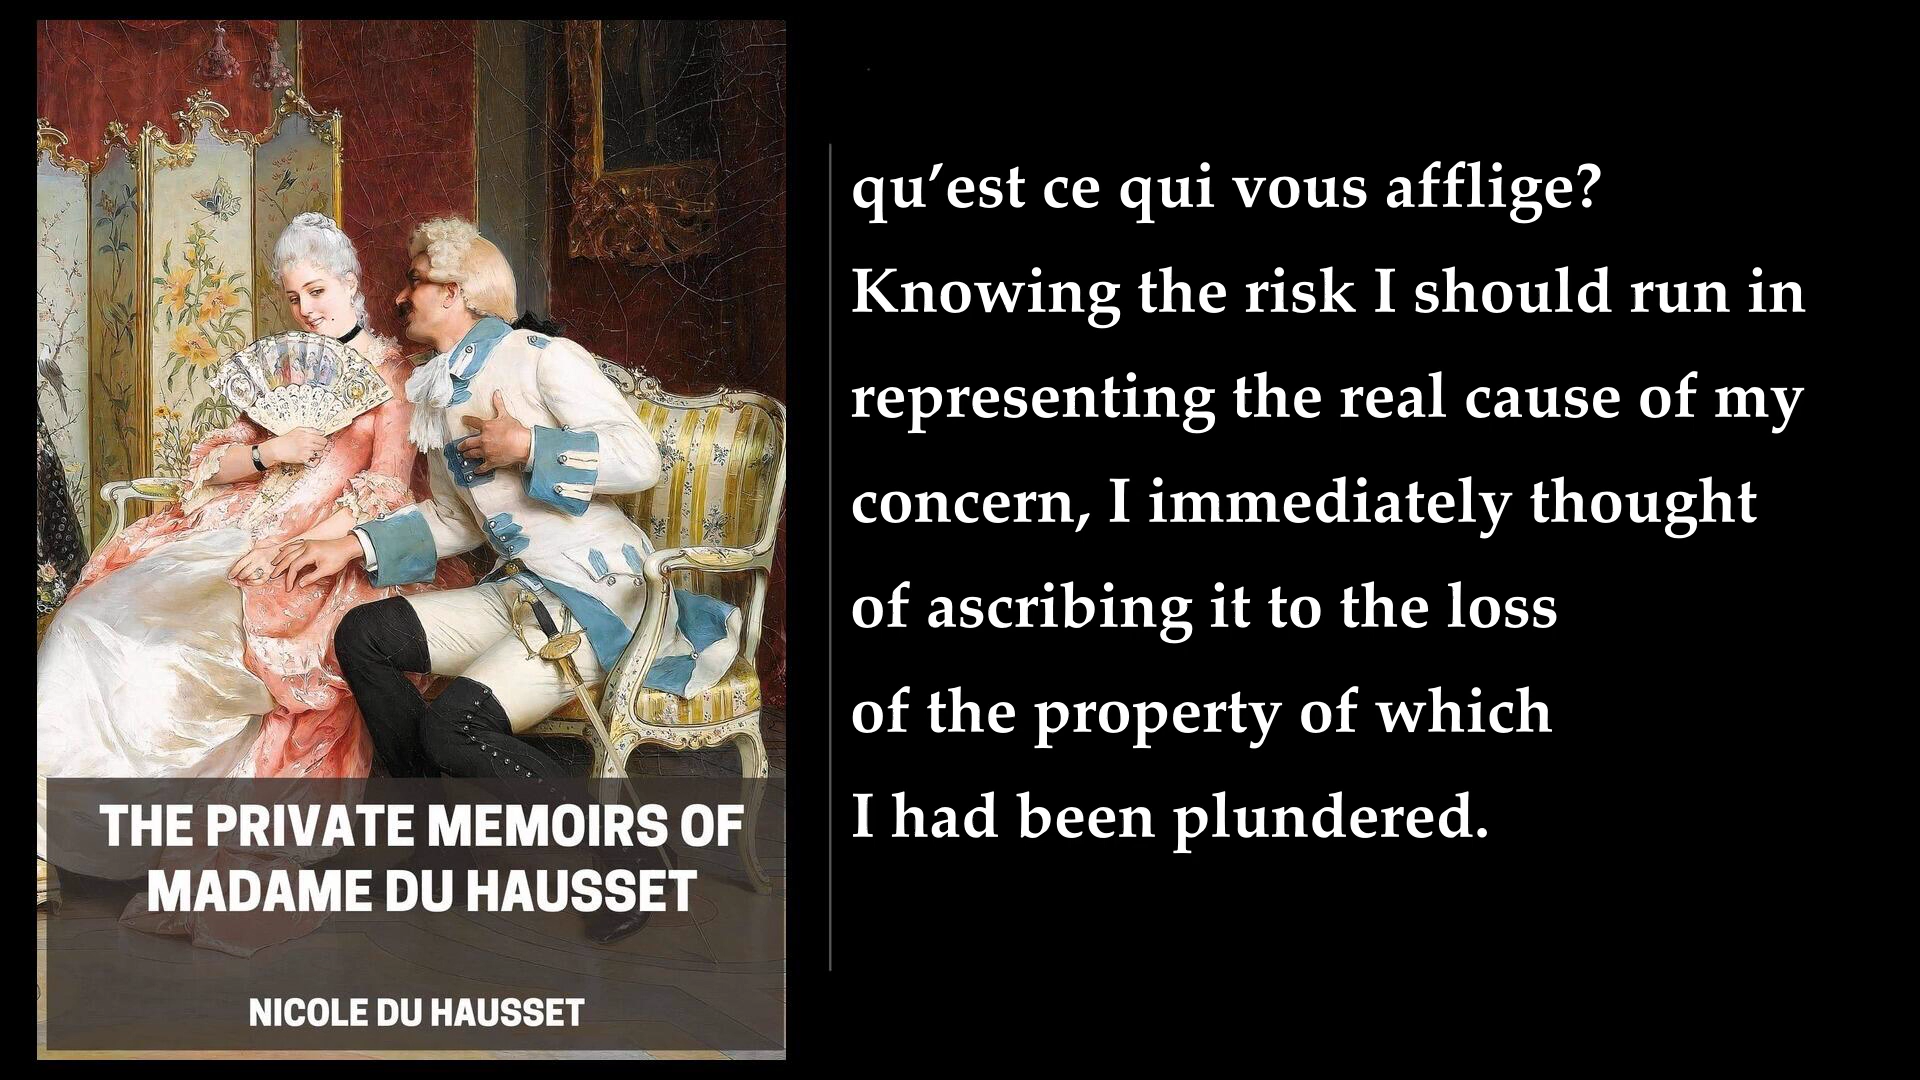 THE PRIVATE MEMOIRS OF
MADAME DU HAUSSET
NICOLE DU HAUSSET
qu’est ce qui vous afflige?
Knowing the risk I should run in
representing the real cause of my
concern, I immediately thought
of ascribing it to the loss
of the property of which
I had been plundered.